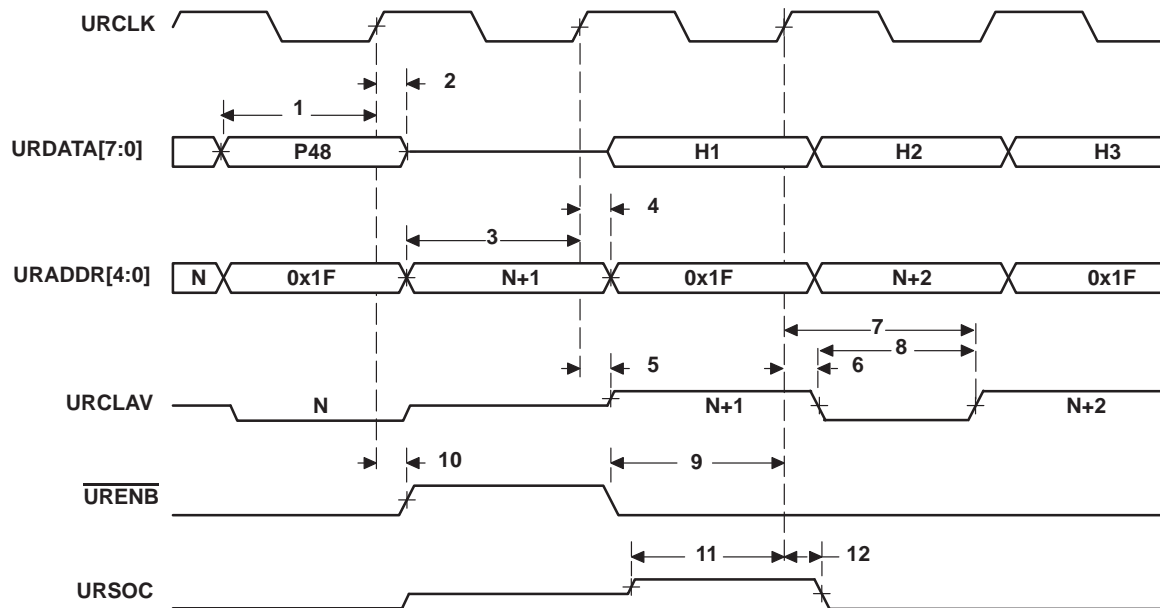 URCLK
2
1
URDATA[7:0] P48 H1 H2 H3
4
3
URADDR[4:0] N 0x1F N+1 0x1F N+2 0x1F
7
8
5 6
URCLAV N N+1 N+2
10 9
URENB
11 12
URSOC